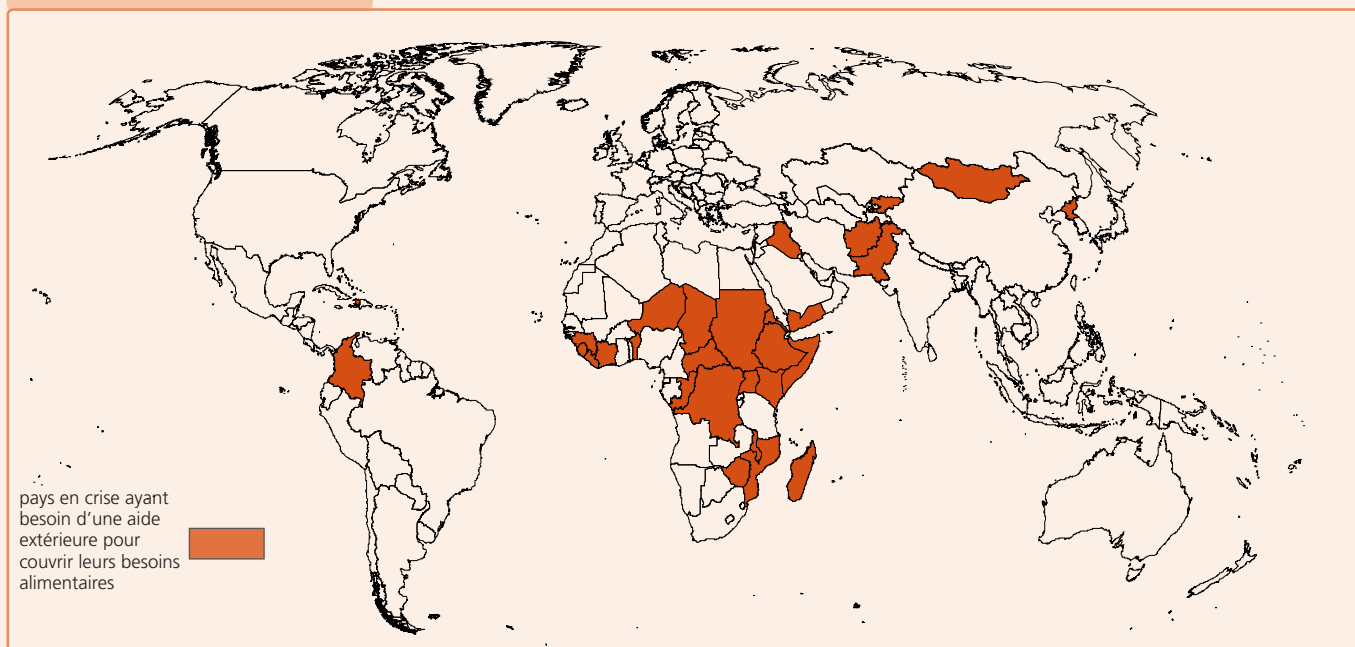 pays en crise ayant
besoin d’une aide
extérieure pour
couvrir leurs besoins
alimentaires